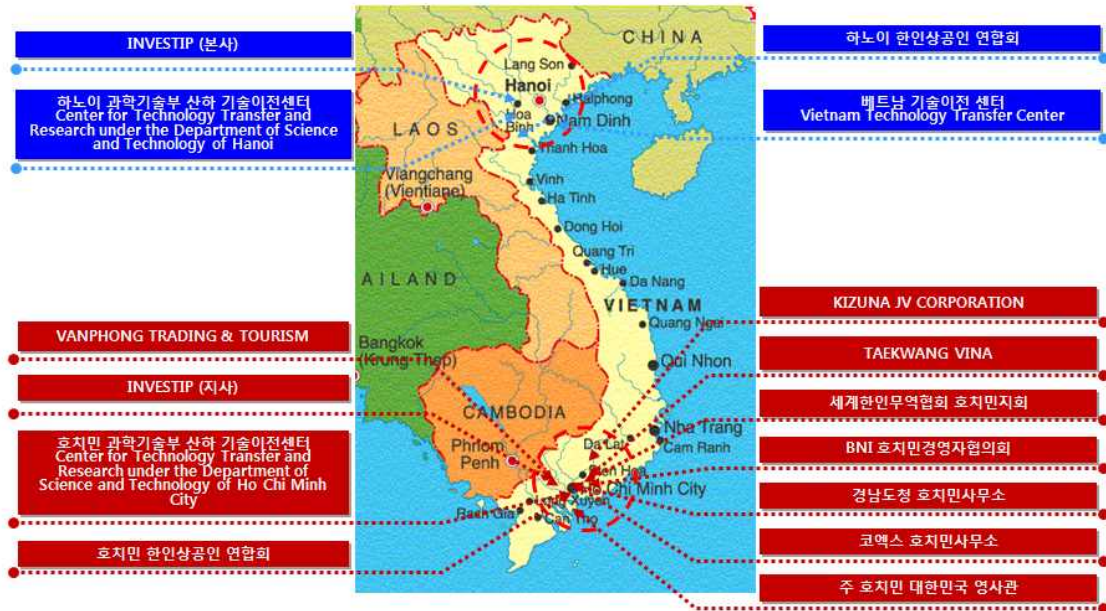 INVESTIP (본사)
하노이 과학기술부 산하 기술이전센터
Center for Technology Transfer and
Research under the Department of Science
and Technology of Hanoi
하노이 한인상공인 연합회
베트남 기술이전 센터
Vietnam Technology Transfer Center
CHINA
Lang Son
Hanoi
Haiphong
Hoa
Binh
Nam Dinh
LAOS
Thanh Hoa
Viangchang
(Vientiane)
Vinh
Ha Tinh
Dong Hoi
Quang Tri
Hue
AILAND
Da Nang
VIETNAM
Quang Ngai
Bangkok
(Krung Thep)
Qui Nhon
CAMBODIA
Nha Trang
Da Lat
Cam Ranh
Phnom
Penh
Bien Hoa
Ho Chi Minh City
Long Xuyen
Rach Gia
Can Tho
VANPHONG TRADING & TOURISM
INVESTIP (지사)
호치민 과학기술부 산하 기술이전센터
Center for Technology Transfer and
Research under the Department of
Science and Technology of Ho Chi Minh
City
호치민 한인상공인 연합회
KIZUNA JV CORPORATION
TAEKWANG VINA
세계한인무역협회 호치민지회
BNI 호치민경영자협의회
경남도청 호치민사무소
코엑스 호치민사무소
주 호치민 대한민국 영사관